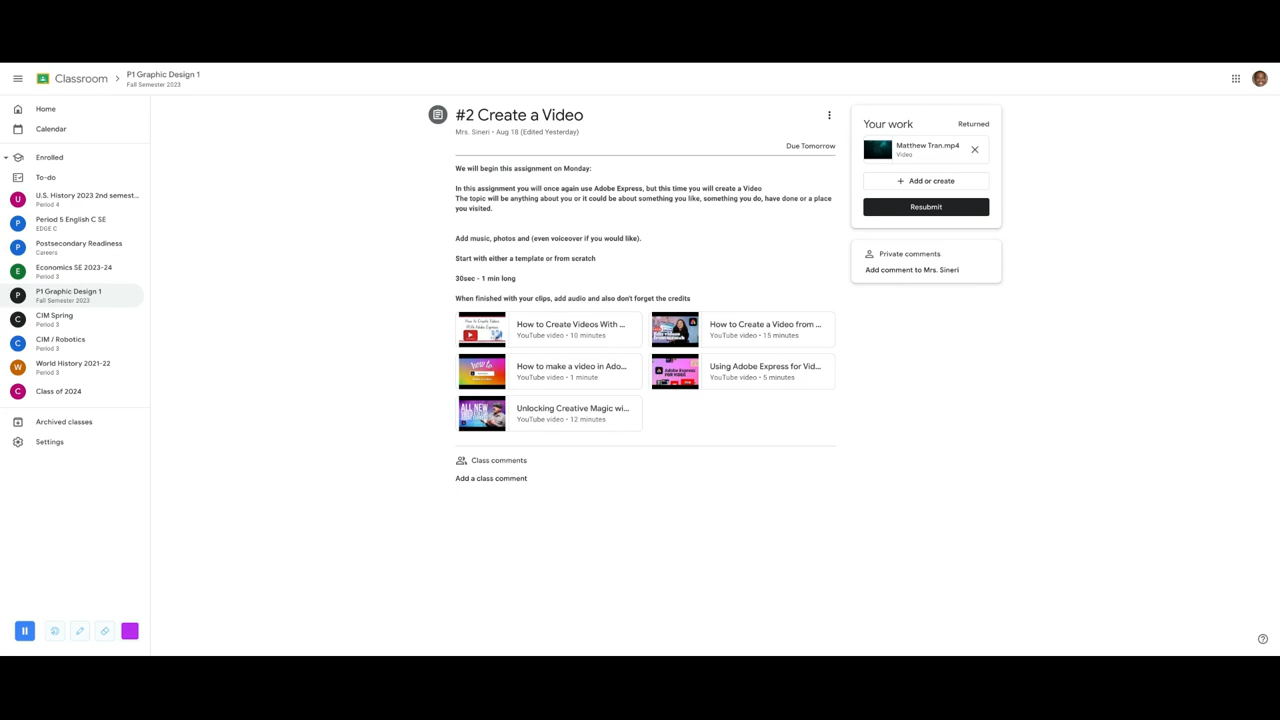 Classroom
P1 Graphic Design 1
Fall Semester 2023
Home
Calendar
Enrolled
To-do
U
U.S. History 2023 2nd semest...
Period 4
P
Period 5 English C SE
EDGE C
P
Postsecondary Readiness
Careers
E
Economics SE 2023-24
Period 3
P
P1 Graphic Design 1
Fall Semester 2023
C
CIM Spring
Period 3
C
CIM / Robotics
Period 3
W
World History 2021-22
Period 3
C
Class of 2024
Archived classes
Settings
#2 Create a Video
Mrs. Sineri • Aug 18 (Edited Yesterday)
Due Tomorrow
We will begin this assignment on Monday:
In this assignment you will once again use Adobe Express, but this time you will create a Video
The topic will be anything about you or it could be about something you like, something you do, have done or a place
you visited.
Add music, photos and (even voiceover if you would like).
Start with either a template or from scratch
30sec - 1 min long
When finished with your clips, add audio and also don't forget the credits
How to Create Videos With ...
YouTube video • 10 minutes
How to Create a Video from ...
YouTube video • 15 minutes
How to make a video in Ado...
YouTube video • 1 minute
Using Adobe Express for Vid...
YouTube video • 5 minutes
Unlocking Creative Magic wi...
YouTube video • 12 minutes
Class comments
Add a class comment
Your work
Returned
Matthew Tran.mp4
Video
Add or create
Resubmit
Private comments
Add comment to Mrs. Sineri